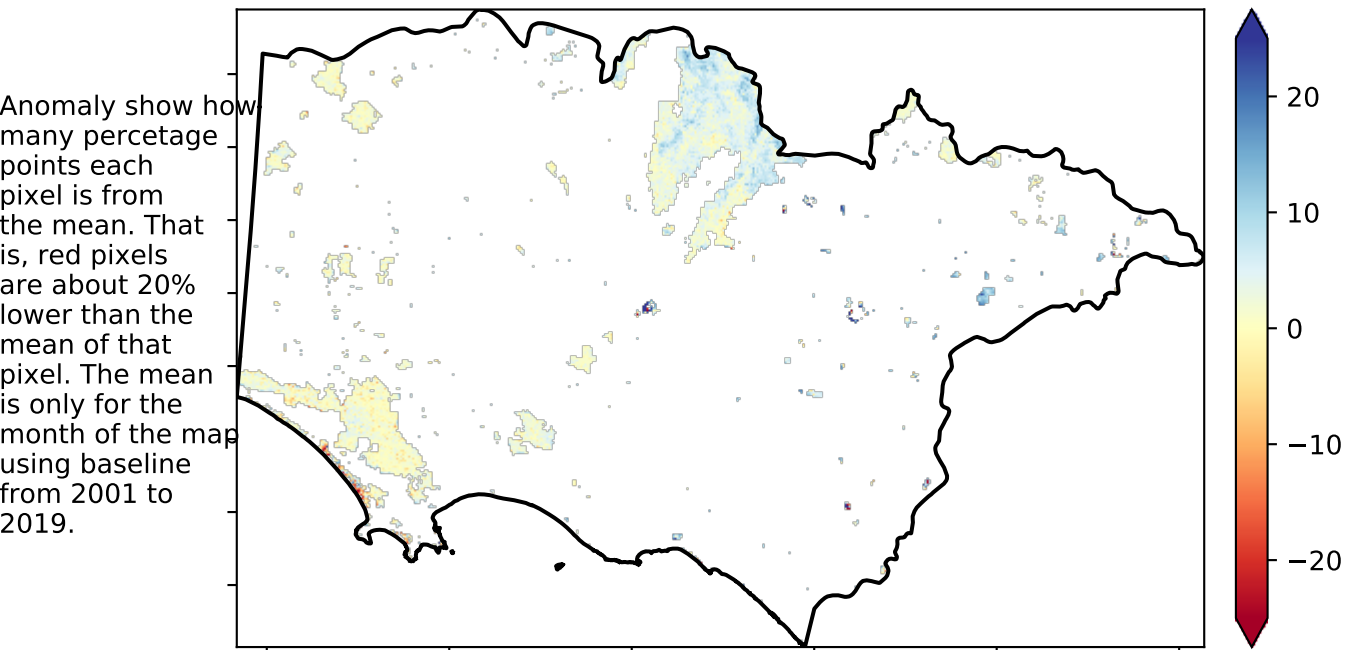 Anomaly show how
many percetage
points each
pixel is from
the mean. That
is, red pixels
are about 20%
lower than the
mean of that
pixel. The mean
is only for the
month of the map
using baseline
from 2001 to
2019.
20
10
0
−10
−20